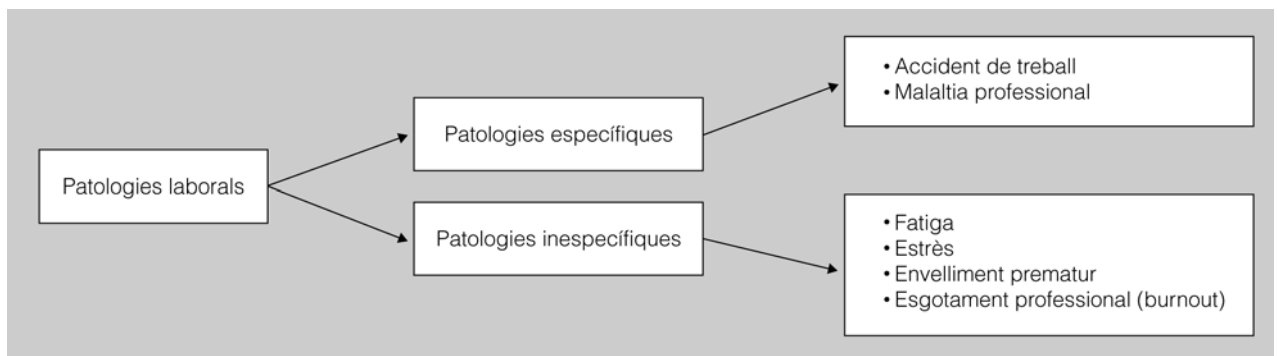 Patologies laborals
Patologies específiques
• Accident de treball
• Malaltia professional
Patologies inespecífiques
• Fatiga
• Estrès
• Envelliment prematur
• Esgotament professional (burnout)